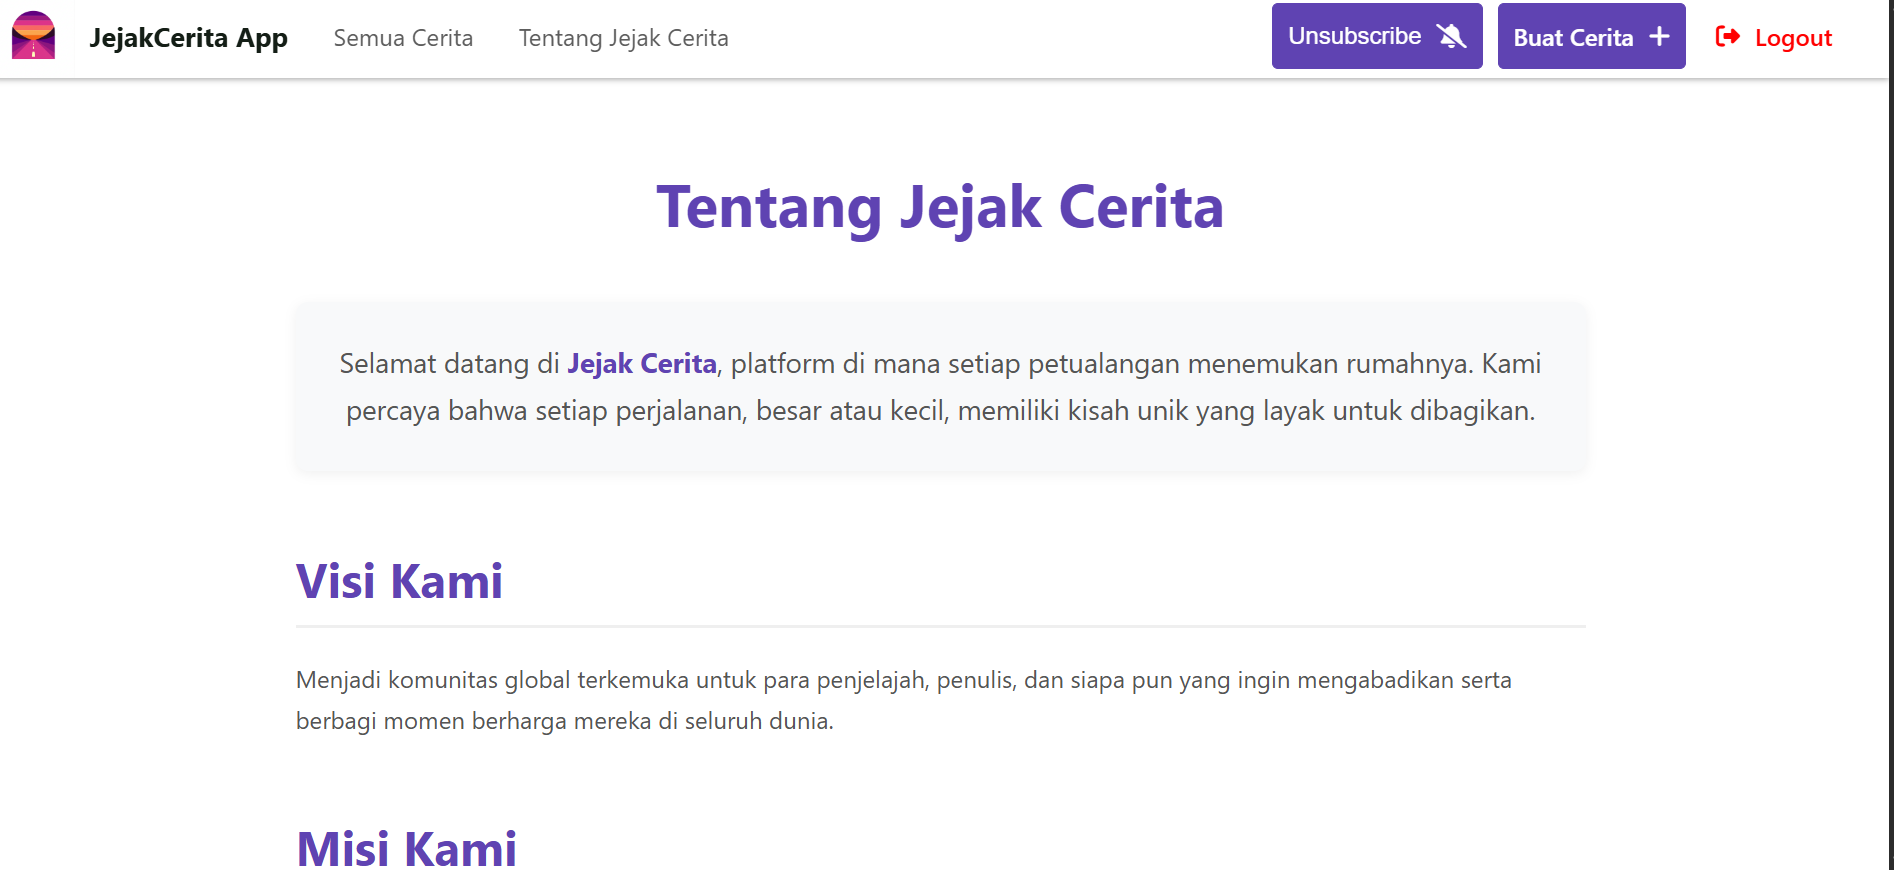 JejakCerita App
Semua Cerita
Tentang Jejak Cerita
Unsubscribe
Buat Cerita
Logout
Tentang Jejak Cerita
Selamat datang di Jejak Cerita, platform di mana setiap petualangan menemukan rumahnya. Kami
percaya bahwa setiap perjalanan, besar atau kecil, memiliki kisah unik yang layak untuk dibagikan.
Visi Kami
Menjadi komunitas global terkemuka untuk para penjelajah, penulis, dan siapa pun yang ingin mengabadikan serta
berbagi momen berharga mereka di seluruh dunia.
Misi Kami